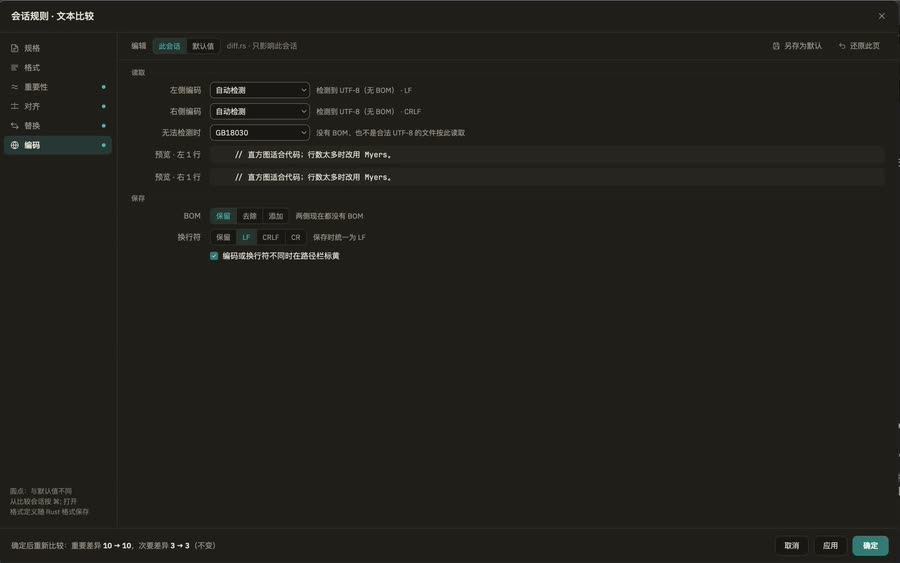 会话规则 · 文本比较
规格
格式
重要性
对齐
替换
编码
编辑 此会话 默认值 diff.rs · 只影响此会话 另存为默认 还原此页
读取
左侧编码 自动检测 检测到 UTF-8（无 BOM） · LF
右侧编码 自动检测 检测到 UTF-8（无 BOM） · CRLF
无法检测时 GB18030 没有 BOM、也不是合法 UTF-8 的文件按此读取
预览 · 左 1 行 // 直方图适合代码；行数太多时改用 Myers。
预览 · 右 1 行 // 直方图适合代码；行数太多时改用 Myers。
保存
BOM 保留 去除 添加 两侧现在都没有 BOM
换行符 保留 LF CRLF CR 保存时统一为 LF
编码或换行符不同时在路径栏标黄
圆点：与默认值不同
从比较会话按 ⌘; 打开
格式定义随 Rust 格式保存
确定后重新比较：重要差异 10 → 10，次要差异 3 → 3（不变）
取消 应用 确定